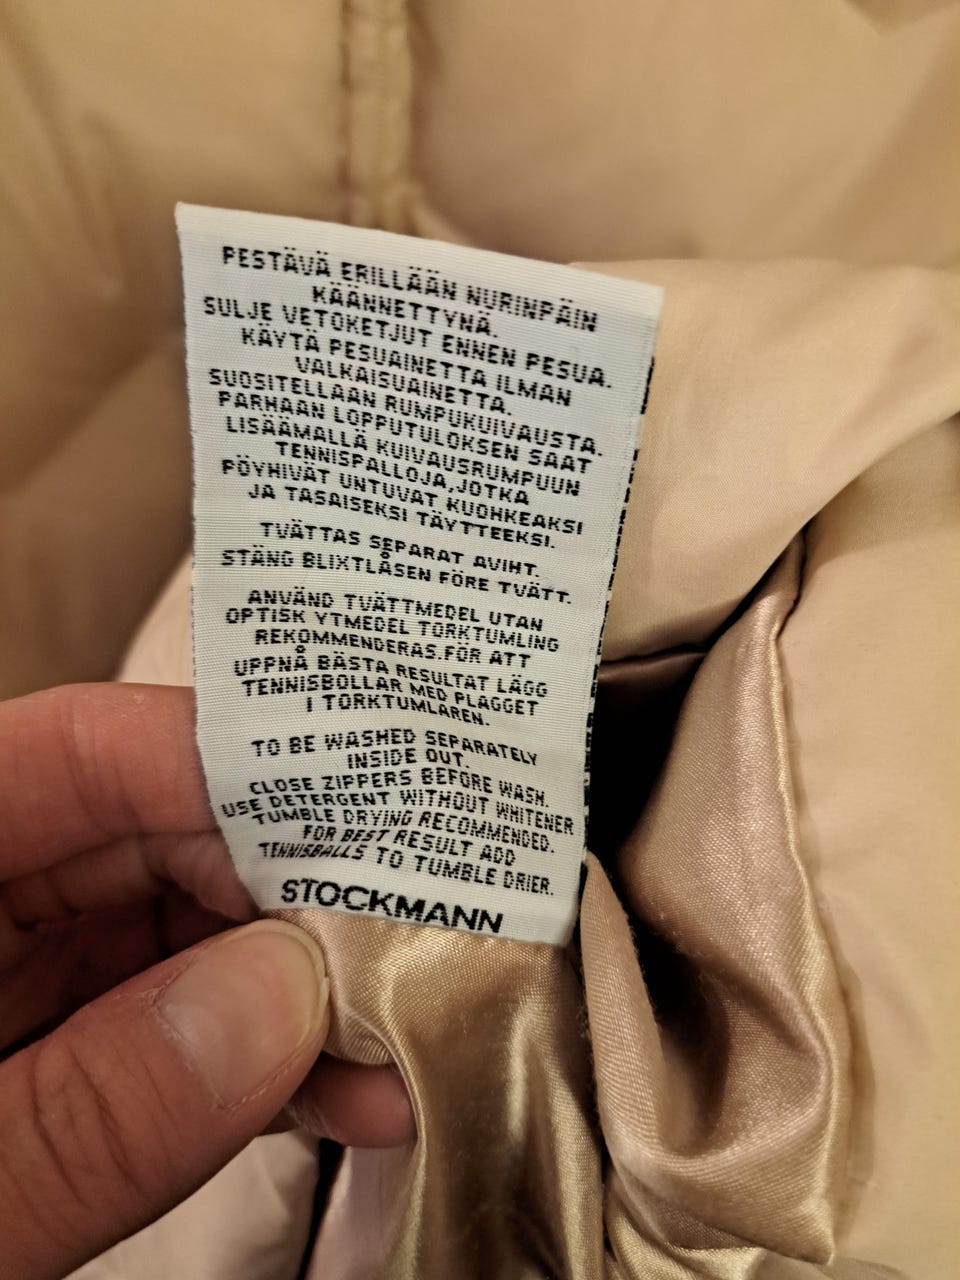 PESTÄVÄ ERILLÄÄN NURINPÄIN
KÄÄNNETTYNÄ.
SULJE VETOKETJUT ENNEN PESUA.
KÄYTÄ PESUAINETTA ILMAN
VALKAISUAINETTA.
SUOSITELLAAN RUMPUKUIVAUSTA.
PARHAAN LOPPUTULOKSEN SAAT
LISÄÄMALLÄ KUIVAUSRUMPUUN
TENNISPALLOJA,JOTKA
PÖYHIVÄT UNTUVAT KUOHKEAKSI
JA TASAISEKSI TÄYTTEEKSI.
TVÄTTAS SEPARAT AVIHT.
STÄNG BLIXTLÅSEN FÖRE TVÄTT.
ANVÄND TVÄTTMEDEL UTAN
OPTISK YTMEDEL TORKTUMLING
REKOMMENDERAS.FÖR ATT
UPPNÅ BÄSTA RESULTAT LÄGG
TENNISBOLLAR MED PLAGGET
I TORKTUMLAREN.
TO BE WASHED SEPARATELY
INSIDE OUT.
CLOSE ZIPPERS BEFORE WASH.
USE DETERGENT WITHOUT WHITENER
TUMBLE DRYING RECOMMENDED.
FOR BEST RESULT ADD
TENNISBALLS TO TUMBLE DRIER.
STOCKMANN